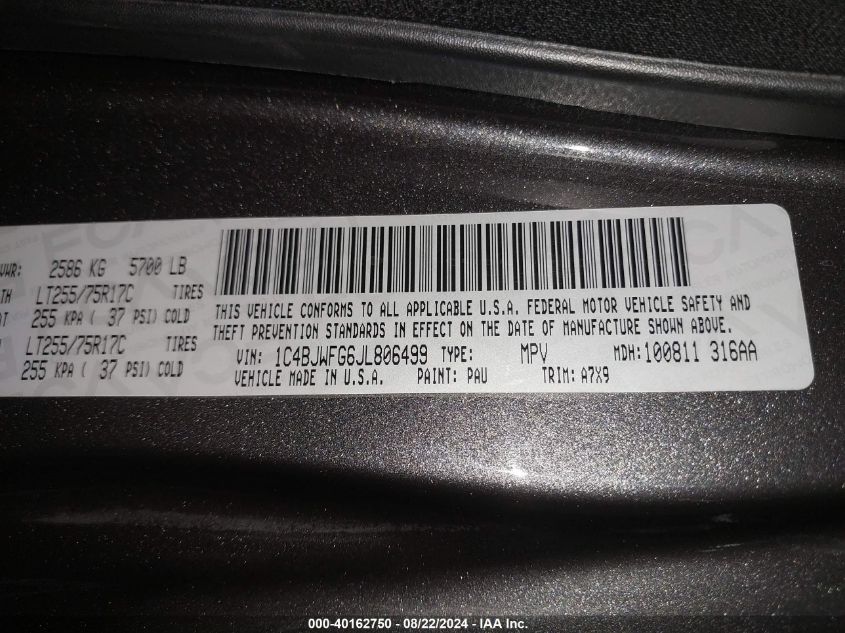 2586 KG 5700 LB
LT255/75R17C TIRES
255 KPA ( 37 PSI) COLD
LT255/75R17C TIRES
255 KPA ( 37 PSI) COLD
THIS VEHICLE CONFORMS TO ALL APPLICABLE U.S.A. FEDERAL MOTOR VEHICLE SAFETY AND
THEFT PREVENTION STANDARDS IN EFFECT ON THE DATE OF MANUFACTURE SHOWN ABOVE.
VIN: 1C4BJWFG6JL806499 TYPE: MPV MDH: 100811 316AA
VEHICLE MADE IN U.S.A. PAINT: PAU TRIM: A7X9
000-40162750 - 08/22/2024 - IAA Inc.